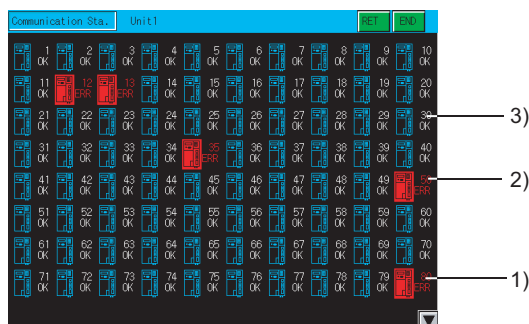 Communication Sta. Unit1 RET END
1 2 3 4 5 6 7 8 9 10
OK OK OK OK OK OK OK OK OK OK
11 12 13 14 15 16 17 18 19 20
OK ERR ERR OK OK OK OK OK OK OK
21 22 23 24 25 26 27 28 29 30
OK OK OK OK OK OK OK OK OK OK
3)
31 32 33 34 35 36 37 38 39 40
OK OK OK OK ERR OK OK OK OK OK
41 42 43 44 45 46 47 48 49 50
OK OK OK OK OK OK OK OK OK ERR
2)
51 52 53 54 55 56 57 58 59 60
OK OK OK OK OK OK OK OK OK OK
61 62 63 64 65 66 67 68 69 70
OK OK OK OK OK OK OK OK OK OK
71 72 73 74 75 76 77 78 79 80
OK OK OK OK OK OK OK OK OK ERR
1)